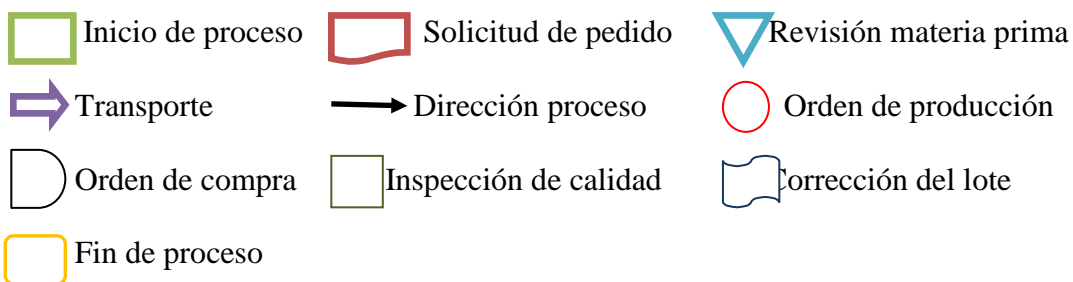 Inicio de proceso Solicitud de pedido Revisión materia prima
Transporte Dirección proceso Orden de producción
Orden de compra Inspección de calidad Corrección del lote
Fin de proceso